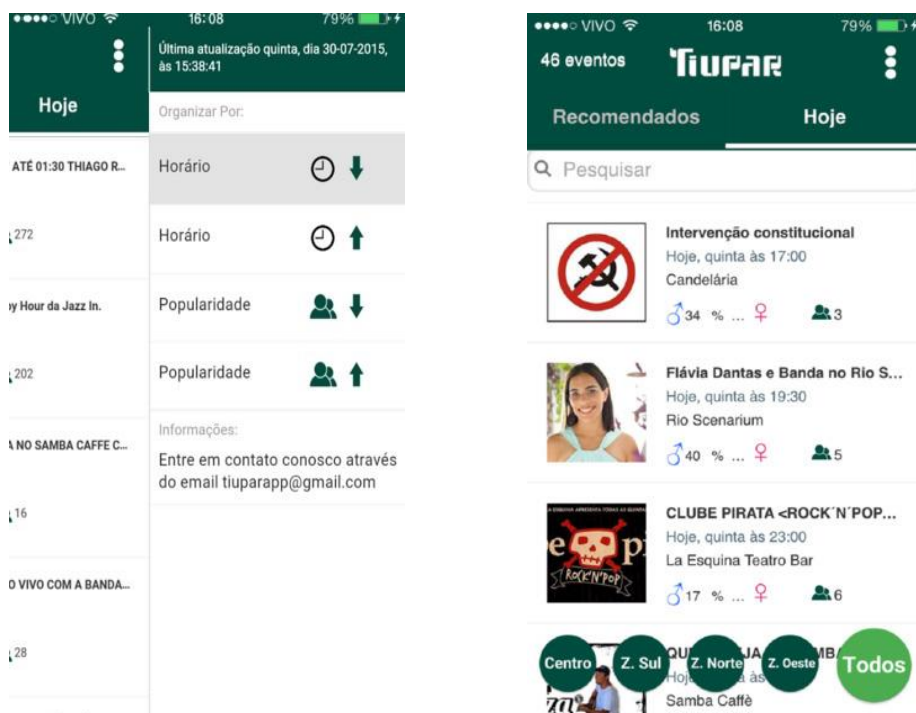 VIVO 16:08 79%
Última atualização quinta, dia 30-07-2015,
às 15:38:41
Hoje
Organizar Por:
ATÉ 01:30 THIAGO R...
Horário
272
Horário
y Hour da Jazz In.
Popularidade
202
Popularidade
A NO SAMBA CAFFE C...
Informações:
Entre em contato conosco através
do email tiuparapp@gmail.com
16
O VIVO COM A BANDA...
28
VIVO 16:08 79%
46 eventos TIUPAR
Recomendados Hoje
Pesquisar
Intervenção constitucional
Hoje, quinta às 17:00
Candelária
34 % ... 3
Flávia Dantas e Banda no Rio S...
Hoje, quinta às 19:30
Rio Scenarium
40 % ... 5
CLUBE PIRATA <ROCK´N´POP...
Hoje, quinta às 23:00
La Esquina Teatro Bar
17 % ... 6
ROCK'N'POP
Centro Z. Sul Z. Norte Z. Oeste Todos
Samba Caffè